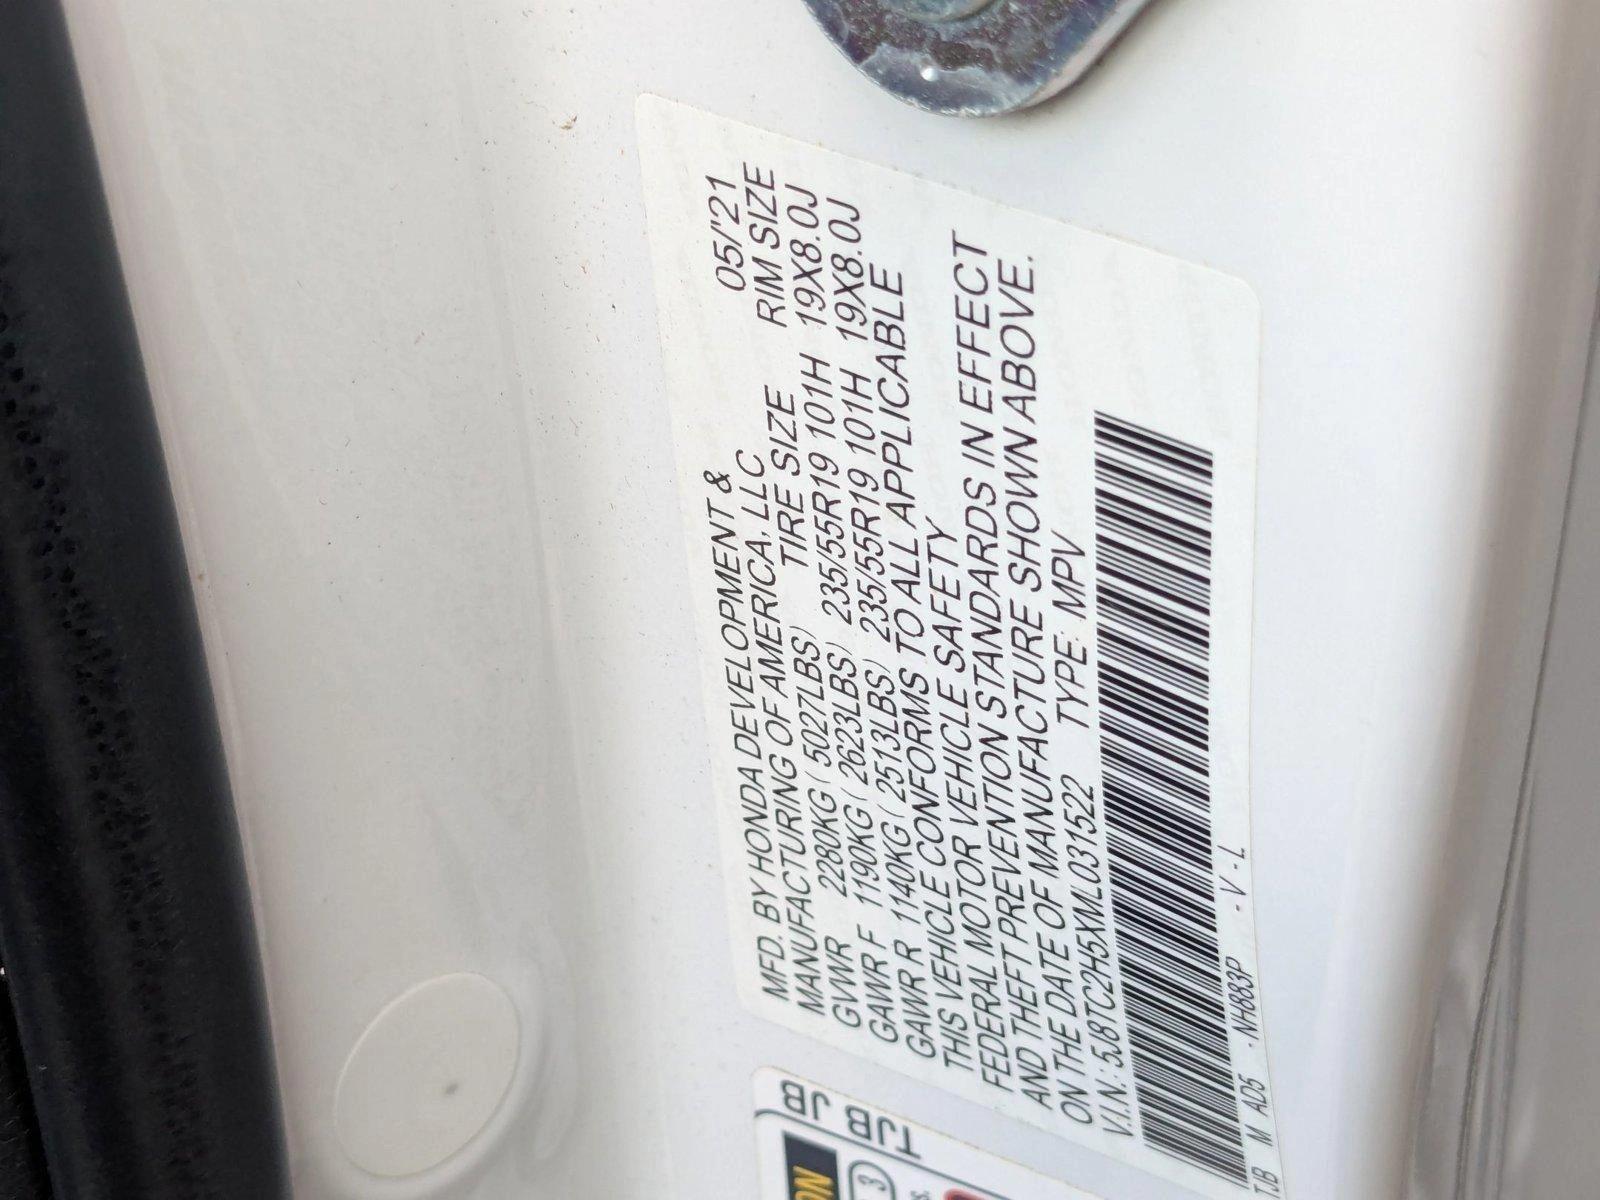 MFD. BY HONDA DEVELOPMENT & 05/'21
MANUFACTURING OF AMERICA, LLC RIM SIZE
GVWR 2280KG ( 5027LBS) TIRE SIZE 19X8.0J
GAWR F 1190KG ( 2623LBS) 235/55R19 101H 19X8.0J
GAWR R 1140KG ( 2513LBS) 235/55R19 101H
THIS VEHICLE CONFORMS TO ALL APPLICABLE
FEDERAL MOTOR VEHICLE SAFETY
AND THEFT PREVENTION STANDARDS IN EFFECT
ON THE DATE OF MANUFACTURE SHOWN ABOVE.
V.I.N.: 5J8TC2H5XML031522 TYPE: MPV
TJB M AD5 -NH883P - V - L
TJB JB
3